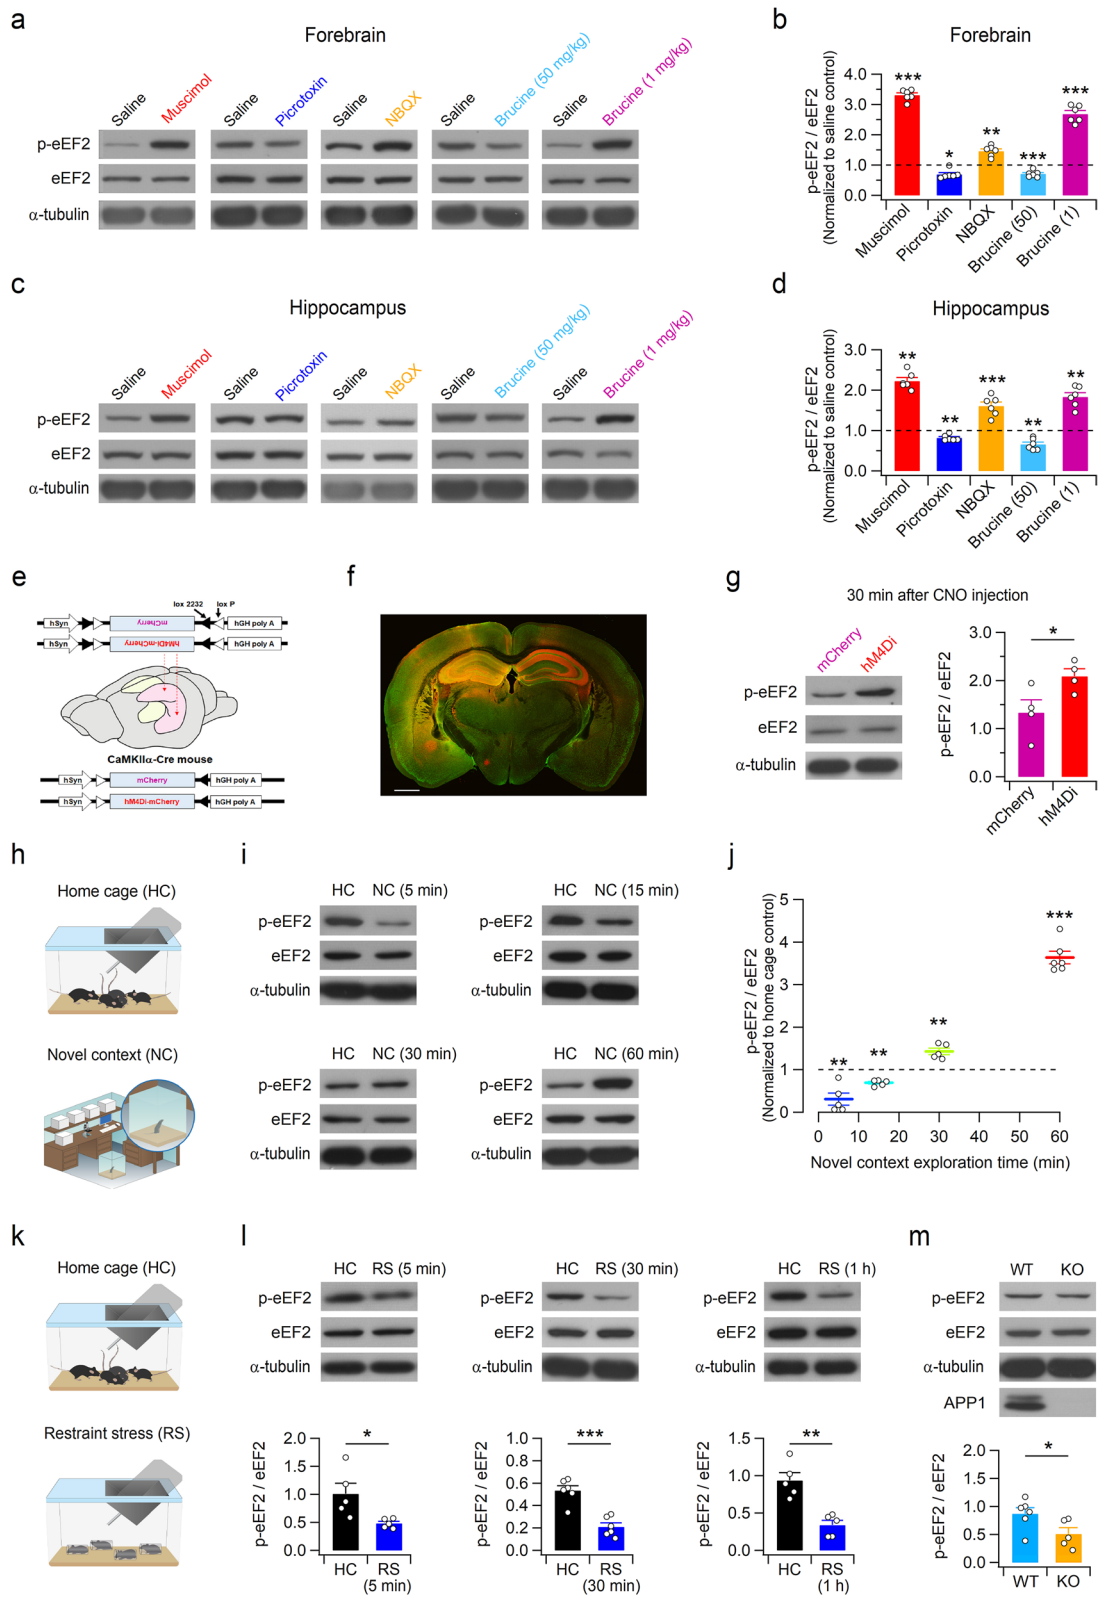 a
Forebrain
Saline
Muscimol
Saline
Picrotoxin
Saline
NBQX
Saline
Brucine (50 mg/kg)
Saline
Brucine (1 mg/kg)
p-eEF2
eEF2
α-tubulin
b
Forebrain
p-eEF2 / eEF2
(Normalized to saline control)
4.0
3.0
2.0
1.0
0.0
***
*
**
***
***
Muscimol
Picrotoxin
NBQX
Brucine (50)
Brucine (1)
c
Hippocampus
Saline
Muscimol
Saline
Picrotoxin
Saline
NBQX
Saline
Brucine (50 mg/kg)
Saline
Brucine (1 mg/kg)
p-eEF2
eEF2
α-tubulin
d
Hippocampus
p-eEF2 / eEF2
(Normalized to saline control)
3.0
2.0
1.0
0.0
**
**
***
**
**
Muscimol
Picrotoxin
NBQX
Brucine (50)
Brucine (1)
e
lox 2232 lox P
hSyn mCherry hGH poly A
hSyn hM4Di-mCherry hGH poly A
CaMKIIα-Cre mouse
hSyn mCherry hGH poly A
hSyn hM4Di-mCherry hGH poly A
f
g
30 min after CNO injection
mCherry
hM4Di
p-eEF2
eEF2
α-tubulin
p-eEF2 / eEF2
3.0
2.0
1.0
0.0
*
mCherry
hM4Di
h
Home cage (HC)
Novel context (NC)
i
HC NC (5 min)
p-eEF2
eEF2
α-tubulin
HC NC (15 min)
p-eEF2
eEF2
α-tubulin
HC NC (30 min)
p-eEF2
eEF2
α-tubulin
HC NC (60 min)
p-eEF2
eEF2
α-tubulin
j
p-eEF2 / eEF2
(Normalized to home cage control)
5
4
3
2
1
0
**
**
**
***
0 10 20 30 40 50 60
Novel context exploration time (min)
k
Home cage (HC)
Restraint stress (RS)
l
HC RS (5 min)
p-eEF2
eEF2
α-tubulin
HC RS (30 min)
p-eEF2
eEF2
α-tubulin
HC RS (1 h)
p-eEF2
eEF2
α-tubulin
p-eEF2 / eEF2
2.0
1.5
1.0
0.5
0.0
*
HC RS
(5 min)
p-eEF2 / eEF2
1.0
0.8
0.6
0.4
0.2
0.0
***
HC RS
(30 min)
p-eEF2 / eEF2
1.5
1.0
0.5
0.0
**
HC RS
(1 h)
m
WT KO
p-eEF2
eEF2
α-tubulin
APP1
p-eEF2 / eEF2
2.0
1.5
1.0
0.5
0.0
*
WT KO